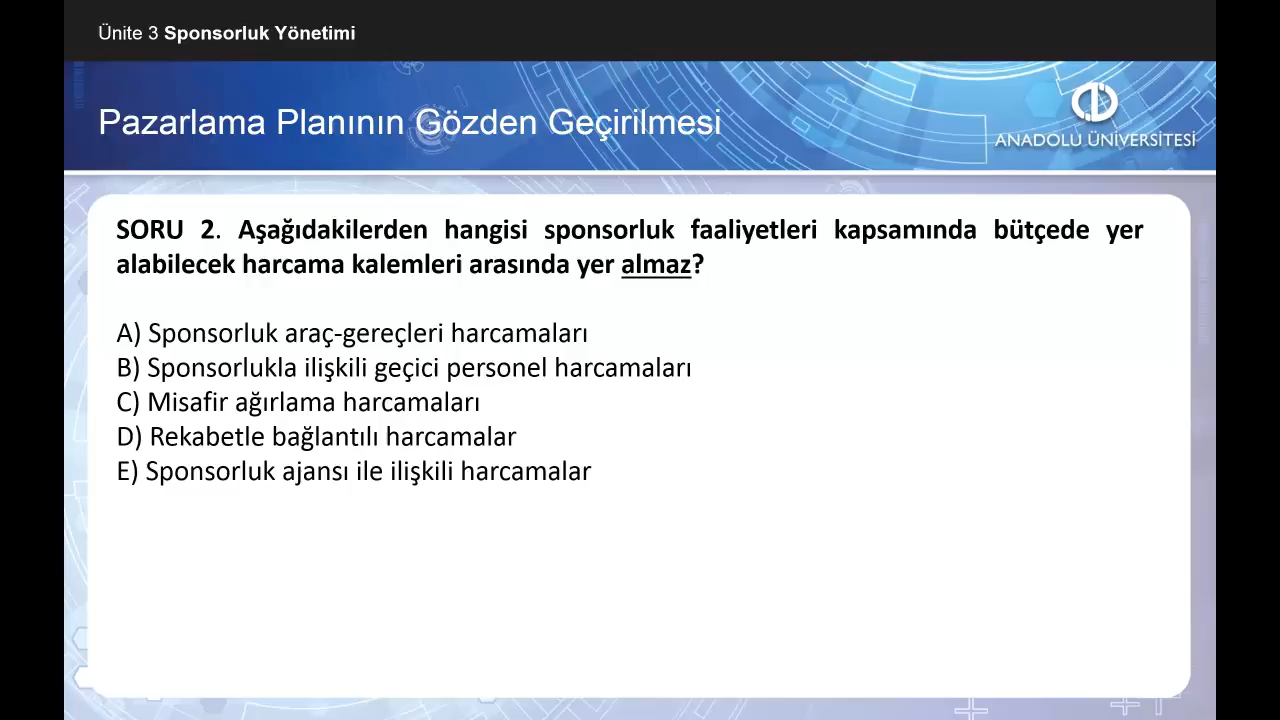 Ünite 3 Sponsorluk Yönetimi
Pazarlama Planının Gözden Geçirilmesi
ANADOLU ÜNİVERSİTESİ
SORU 2. Aşağıdakilerden hangisi sponsorluk faaliyetleri kapsamında bütçede yer
alabilecek harcama kalemleri arasında yer almaz?
A) Sponsorluk araç-gereçleri harcamaları
B) Sponsorlukla ilişkili geçici personel harcamaları
C) Misafir ağırlama harcamaları
D) Rekabetle bağlantılı harcamalar
E) Sponsorluk ajansı ile ilişkili harcamalar